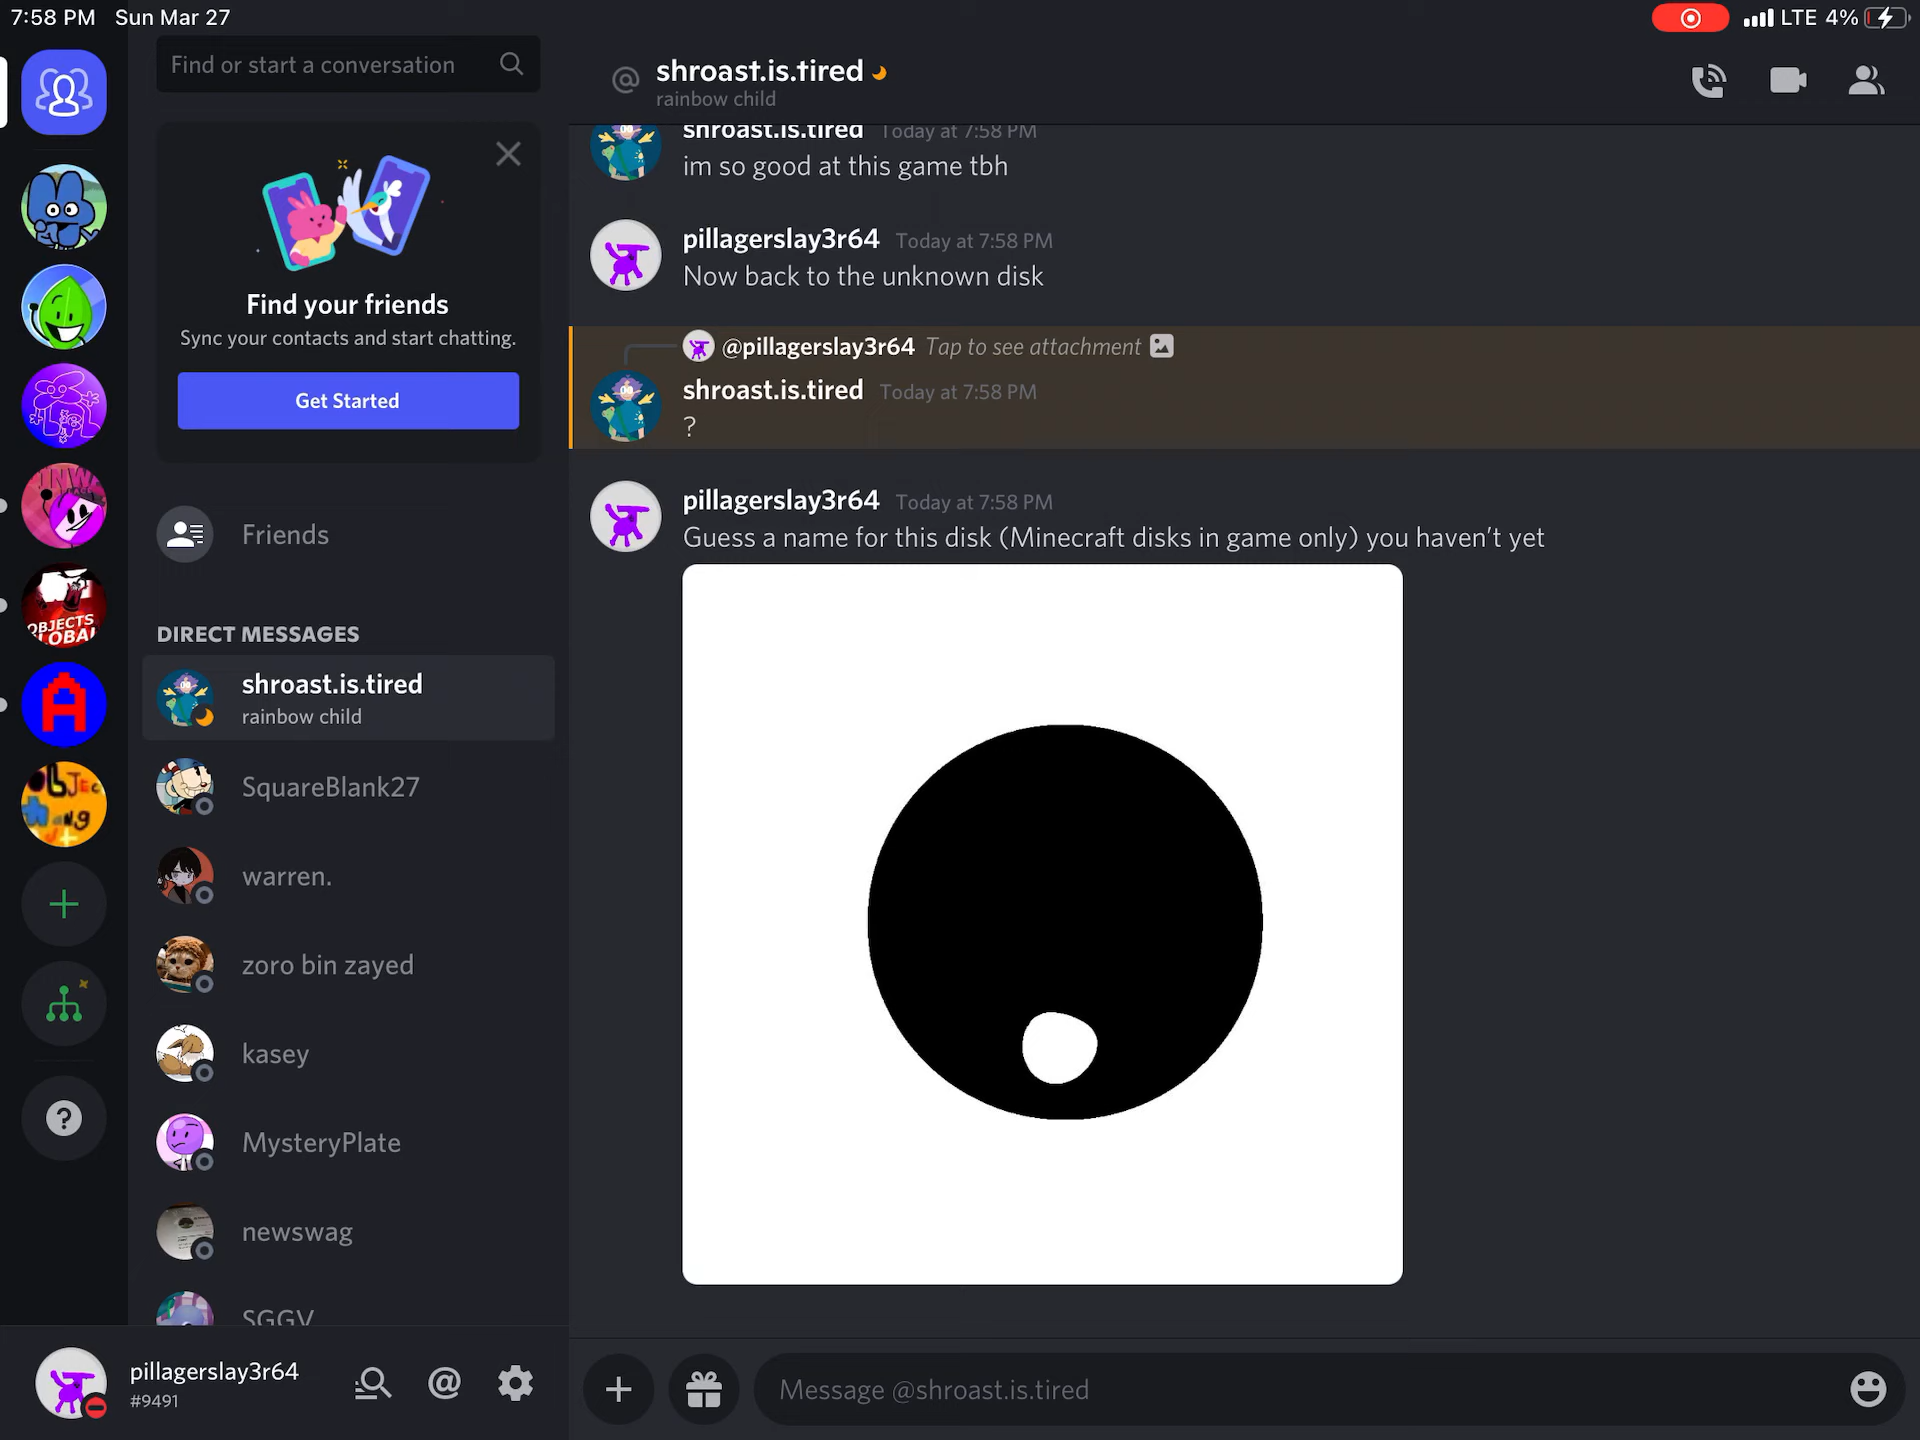 7:58 PM Sun Mar 27
LTE 4%
Find or start a conversation
Find your friends
Sync your contacts and start chatting.
Get Started
Friends
DIRECT MESSAGES
shroast.is.tired
rainbow child
SquareBlank27
warren.
zoro bin zayed
kasey
MysteryPlate
newswag
SGGV
pillagerslay3r64
#9491
OBJECTS
A
shroast.is.tired
rainbow child
shroast.is.tired Today at 7:58 PM
im so good at this game tbh
pillagerslay3r64 Today at 7:58 PM
Now back to the unknown disk
@pillagerslay3r64 Tap to see attachment
shroast.is.tired Today at 7:58 PM
?
pillagerslay3r64 Today at 7:58 PM
Guess a name for this disk (Minecraft disks in game only) you haven't yet
Message @shroast.is.tired